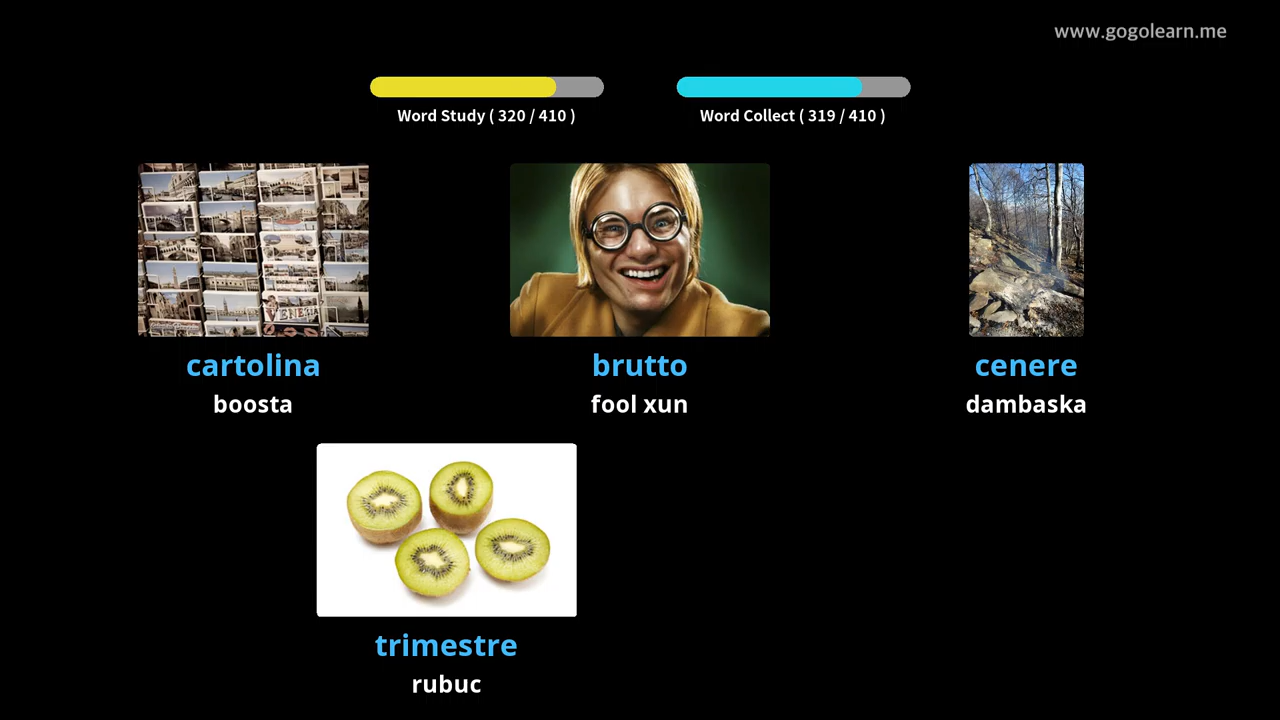 www.gogolearn.me
Word Study ( 320 / 410 )
Word Collect ( 319 / 410 )
cartolina
boosta
brutto
fool xun
cenere
dambaska
trimestre
rubuc